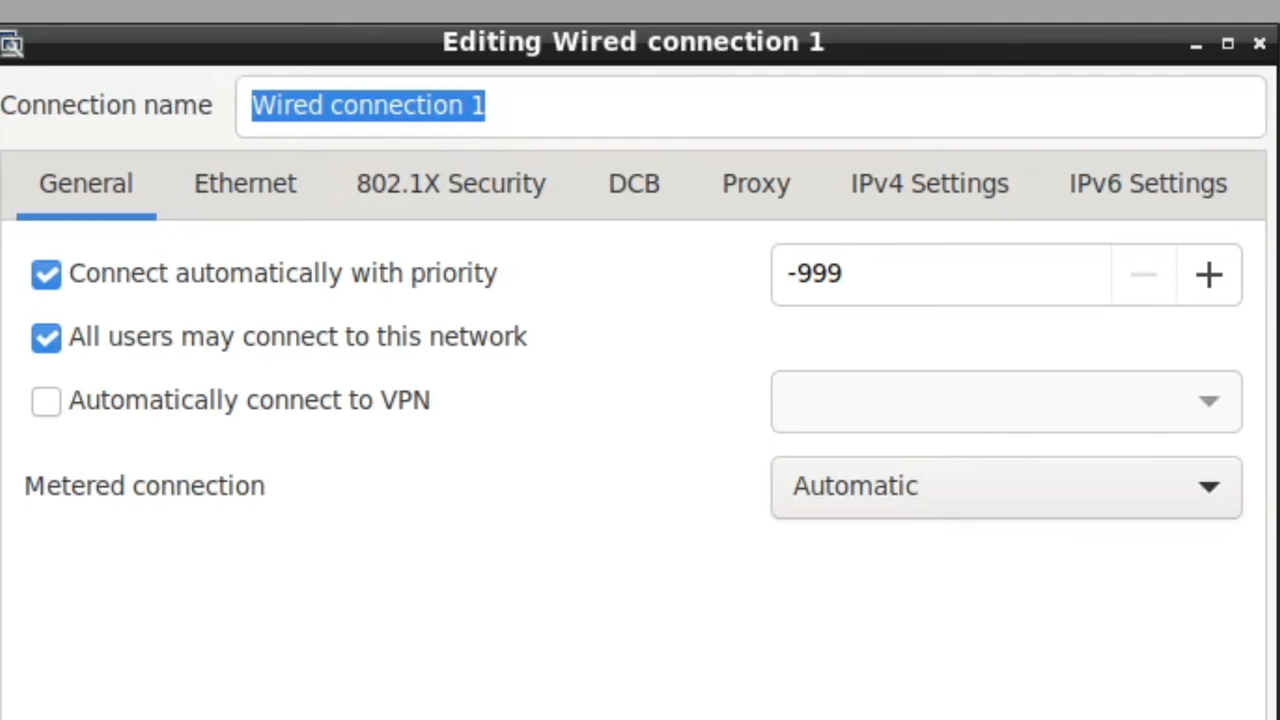 Editing Wired connection 1
Connection name Wired connection 1
General Ethernet 802.1X Security DCB Proxy IPv4 Settings IPv6 Settings
Connect automatically with priority -999
All users may connect to this network
Automatically connect to VPN
Metered connection Automatic